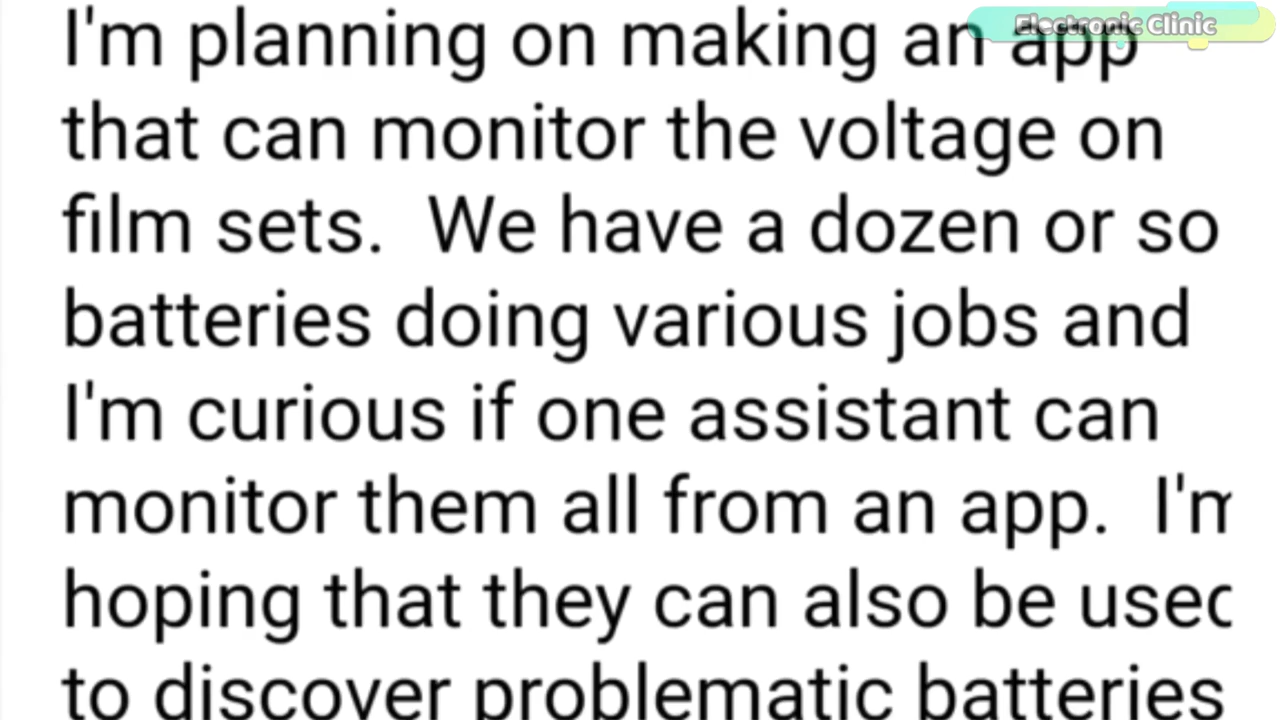 Electronic Clinic
I'm planning on making an app
that can monitor the voltage on
film sets. We have a dozen or so
batteries doing various jobs and
I'm curious if one assistant can
monitor them all from an app. I'm
hoping that they can also be used
to discover problematic batteries